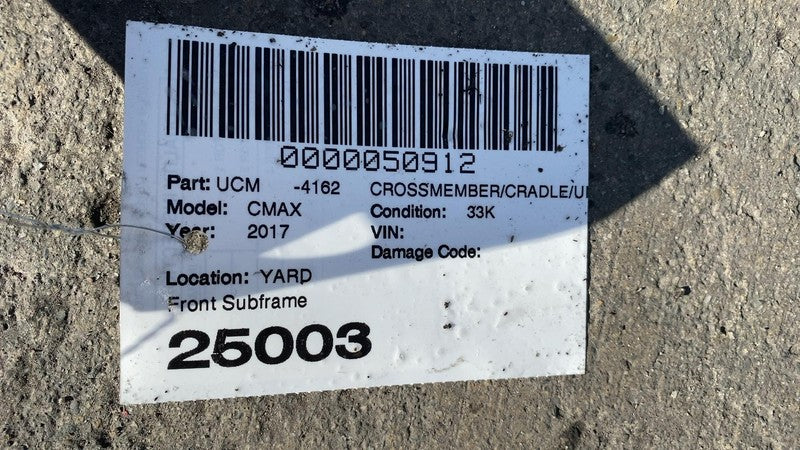 0000050912
Part: UCM -4162 CROSSMEMBER/CRADLE/U
Model: CMAX Condition: 33K
Year: 2017 VIN:
Damage Code:
Location: YARD
Front Subframe
25003